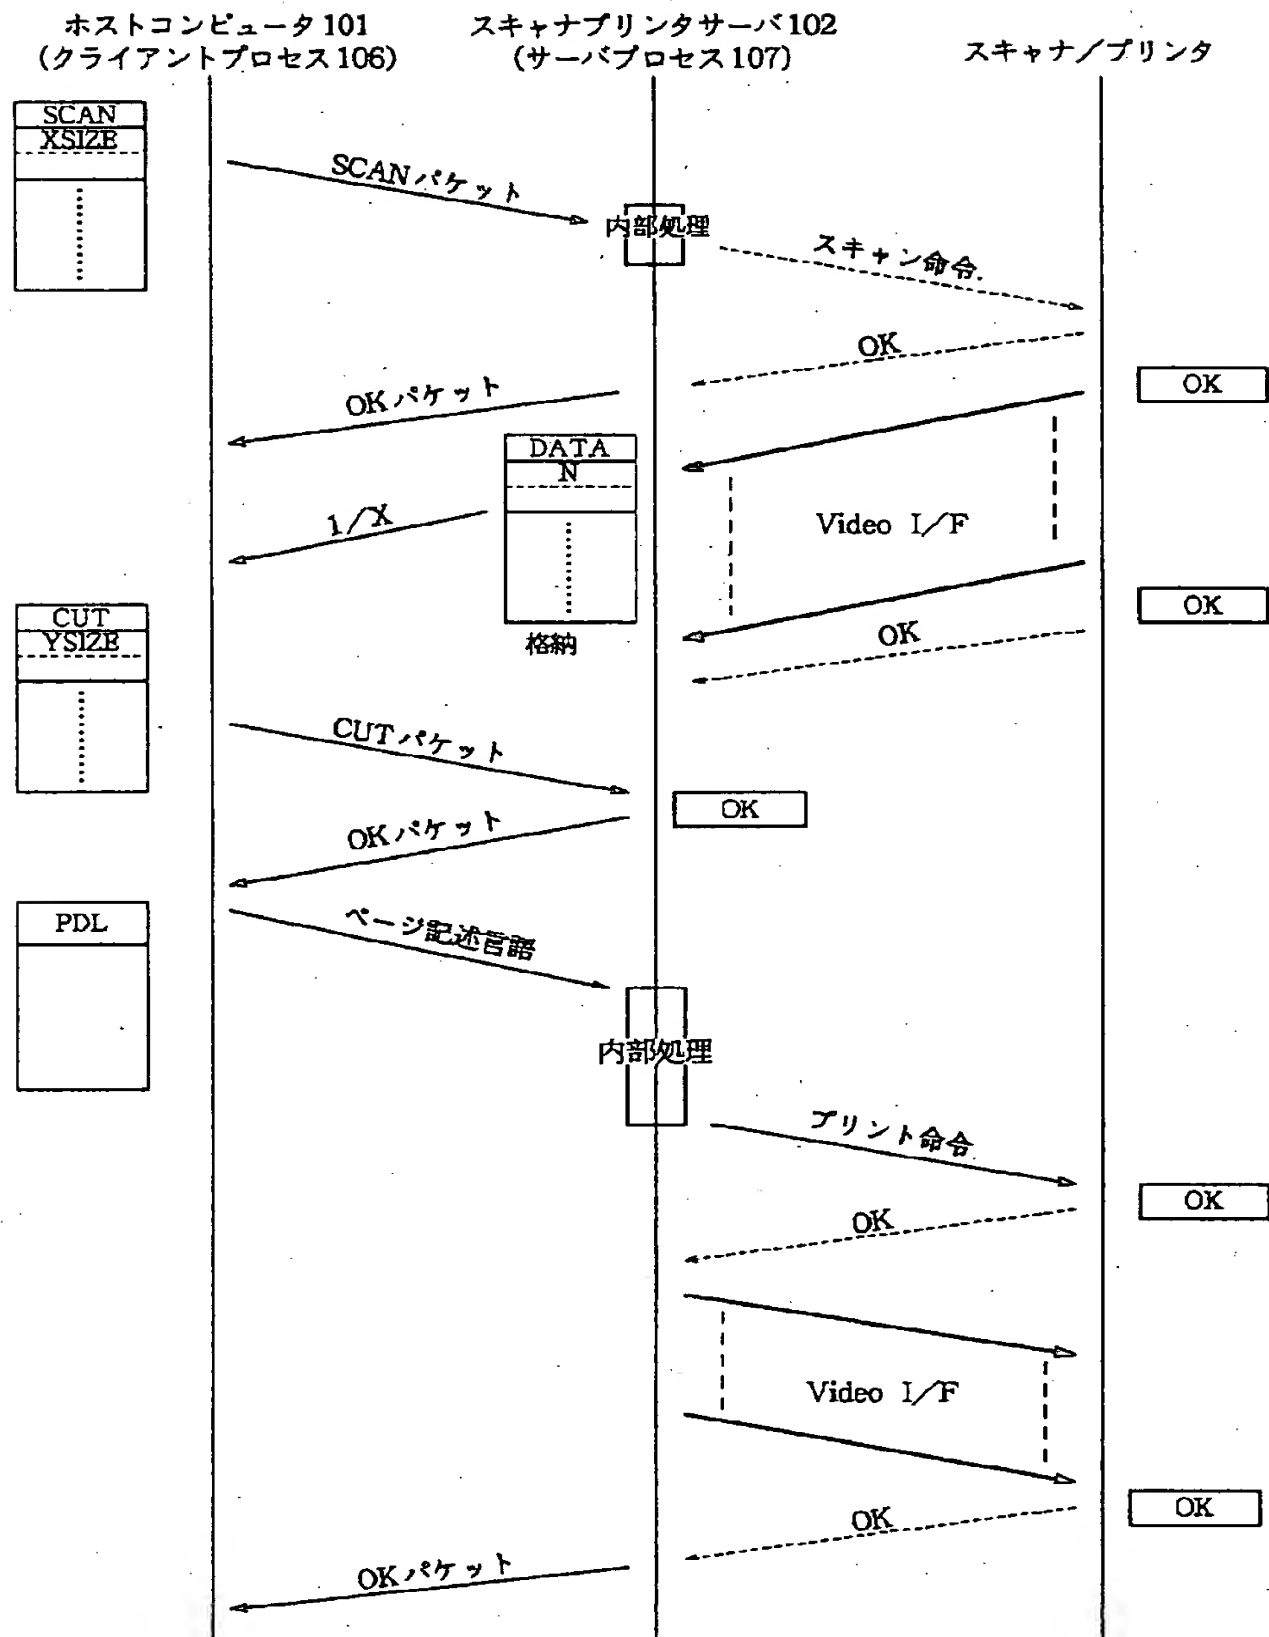 ホストコンピュータ101
(クライアントプロセス106)
スキャナプリンタサーバ102
(サーバプロセス107)
スキャナ／プリンタ
SCAN
XSIZE
SCANパケット
内部処理
スキャン命令
OK
OK
OKパケット
DATA
N
1／X
Video I／F
格納
OK
OK
CUT
YSIZE
CUTパケット
OK
OKパケット
PDL
ページ記述言語
内部処理
プリント命令
OK
OK
Video I／F
OK
OK
OKパケット